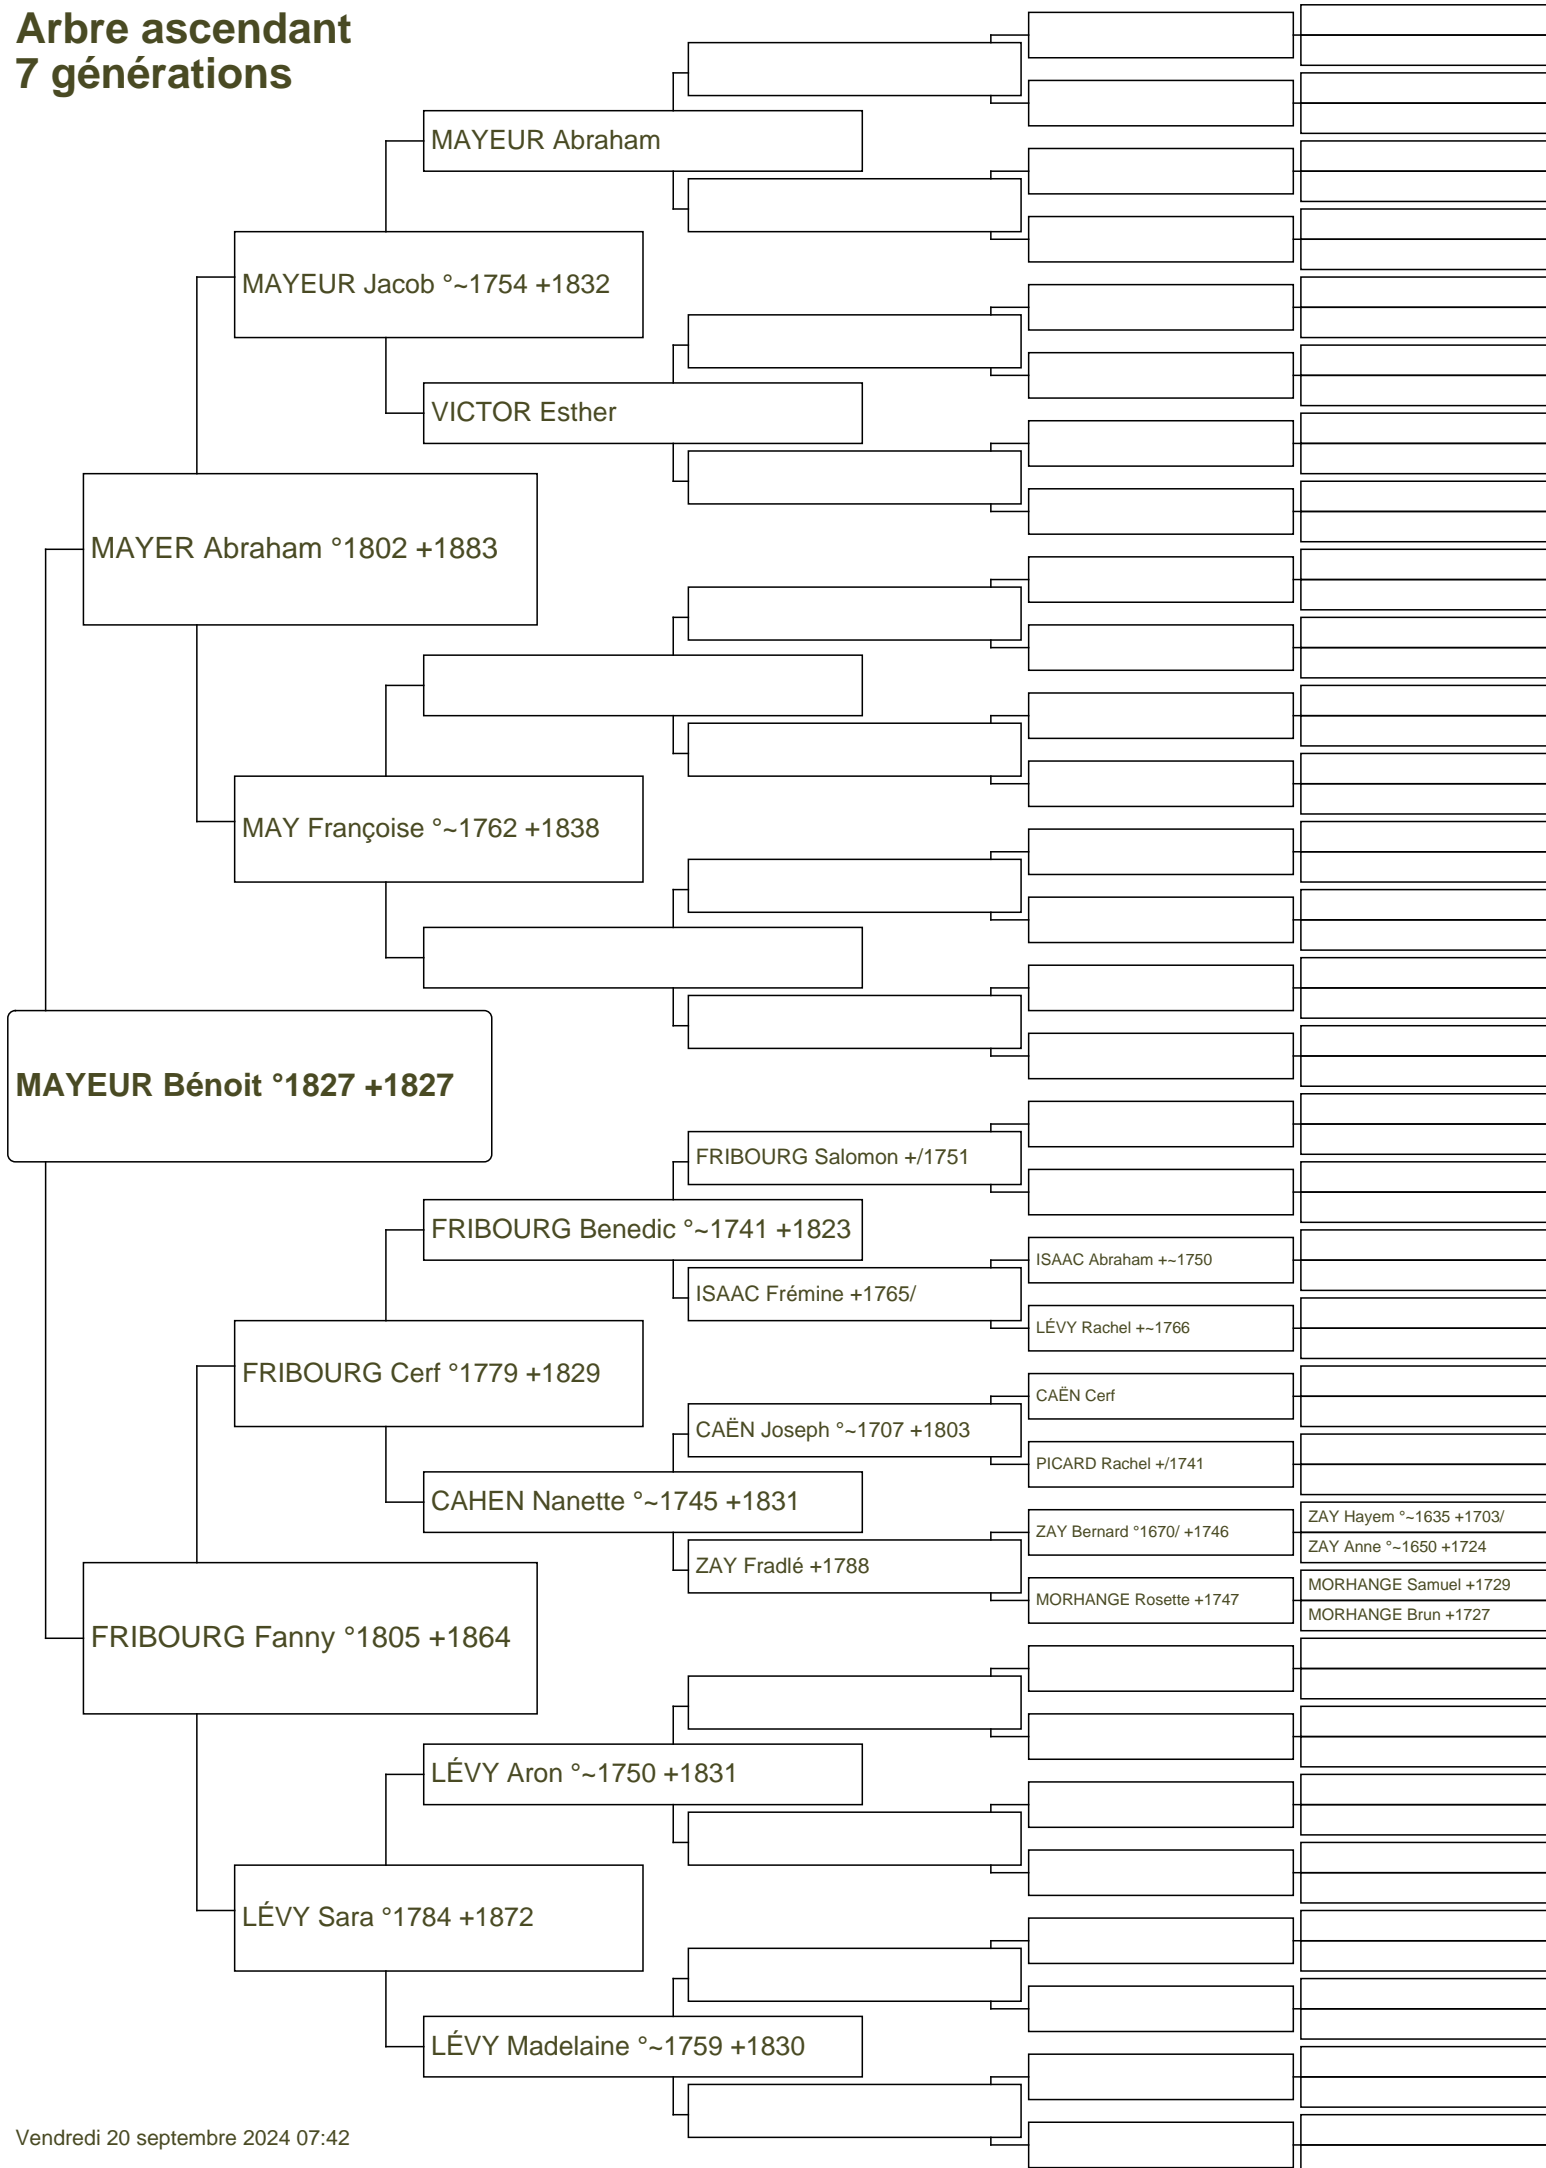 Arbre ascendant
7 générations
MAYEUR Abraham
MAYEUR Jacob °~1754 +1832
VICTOR Esther
MAYER Abraham °1802 +1883
MAY Françoise °~1762 +1838
MAYEUR Bénoit °1827 +1827
FRIBOURG Salomon +/1751
FRIBOURG Benedic °~1741 +1823
ISAAC Abraham +~1750
ISAAC Frémine +1765/
LÉVY Rachel +~1766
FRIBOURG Cerf °1779 +1829
CAËN Cerf
CAËN Joseph °~1707 +1803
PICARD Rachel +/1741
CAHEN Nanette °~1745 +1831
ZAY Hayem °~1635 +1703/
ZAY Bernard °1670/ +1746
ZAY Anne °~1650 +1724
ZAY Fradlé +1788
MORHANGE Samuel +1729
MORHANGE Rosette +1747
MORHANGE Brun +1727
FRIBOURG Fanny °1805 +1864
LÉVY Aron °~1750 +1831
LÉVY Sara °1784 +1872
LÉVY Madelaine °~1759 +1830
Vendredi 20 septembre 2024 07:42